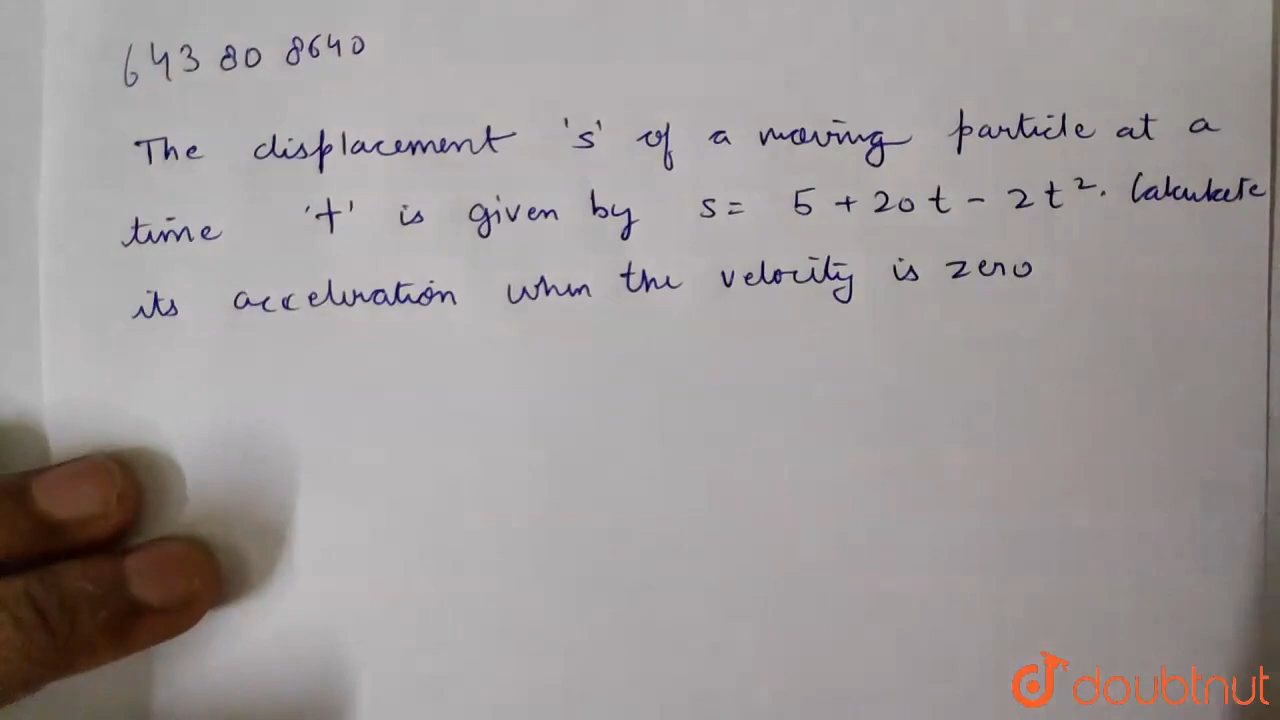 643 80 8640
The displacement 's' of a moving particle at a
time 't' is given by s = 5 + 20t - 2t². Calculate
its acceleration when the velocity is zero
doubtnut